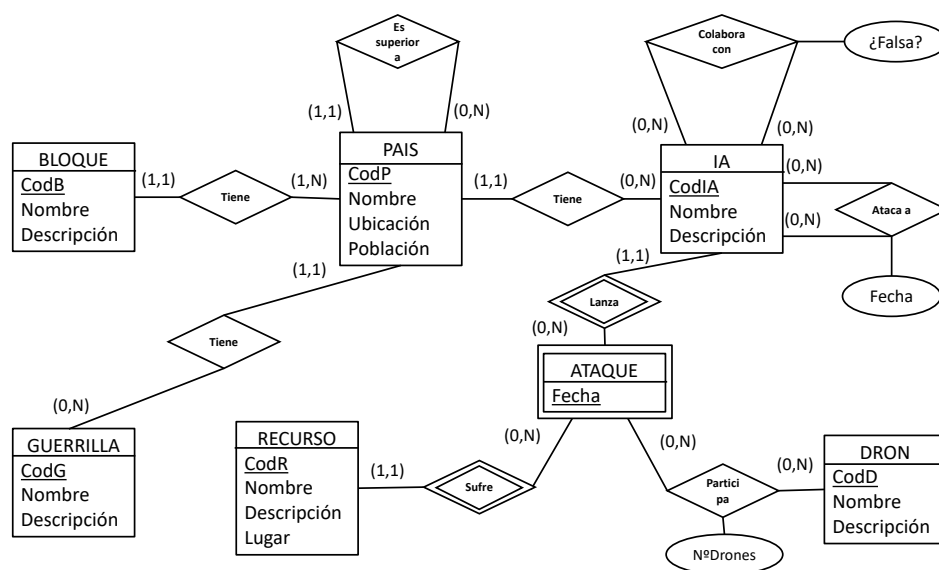 Es
superior
a
Colabora
con
¿Falsa?
(1,1)
(0,N)
(0,N)
(0,N)
BLOQUE
CodB
Nombre
Descripción
(1,1)
Tiene
(1,N)
PAIS
CodP
Nombre
Ubicación
Población
(1,1)
Tiene
(0,N)
IA
CodIA
Nombre
Descripción
(0,N)
(0,N)
Ataca a
Fecha
(1,1)
Tiene
(0,N)
(1,1)
Lanza
(0,N)
ATAQUE
Fecha
GUERRILLA
CodG
Nombre
Descripción
RECURSO
CodR
Nombre
Descripción
Lugar
(1,1)
Sufre
(0,N)
(0,N)
Partici
pa
(0,N)
NºDrones
DRON
CodD
Nombre
Descripción